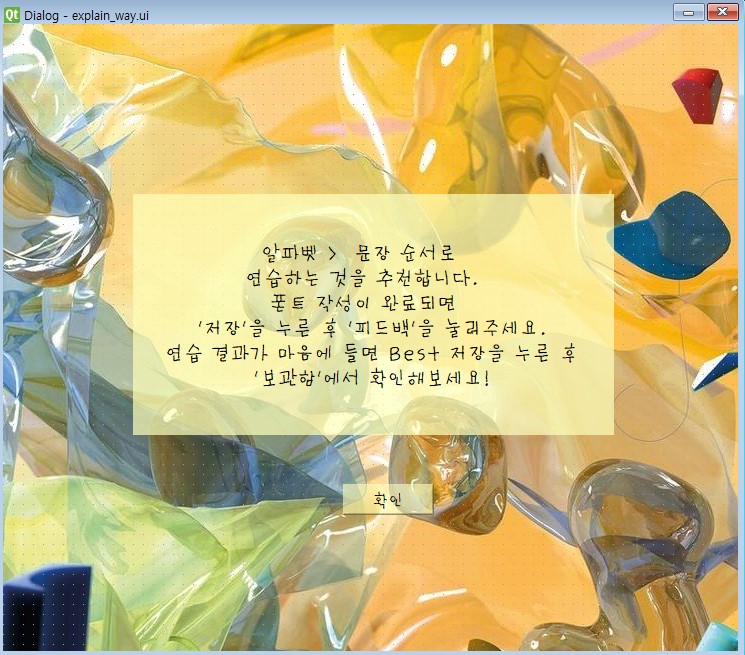 Qt Dialog - explain_way.ui
알파벳 > 문장 순서로
연습하는 것을 추천합니다.
폰트 작성이 완료되면
'저장'을 누른 후 '피드백'을 눌러주세요.
연습 결과가 마음에 들면 Best 저장을 누른 후
'보관함'에서 확인해보세요!
확인